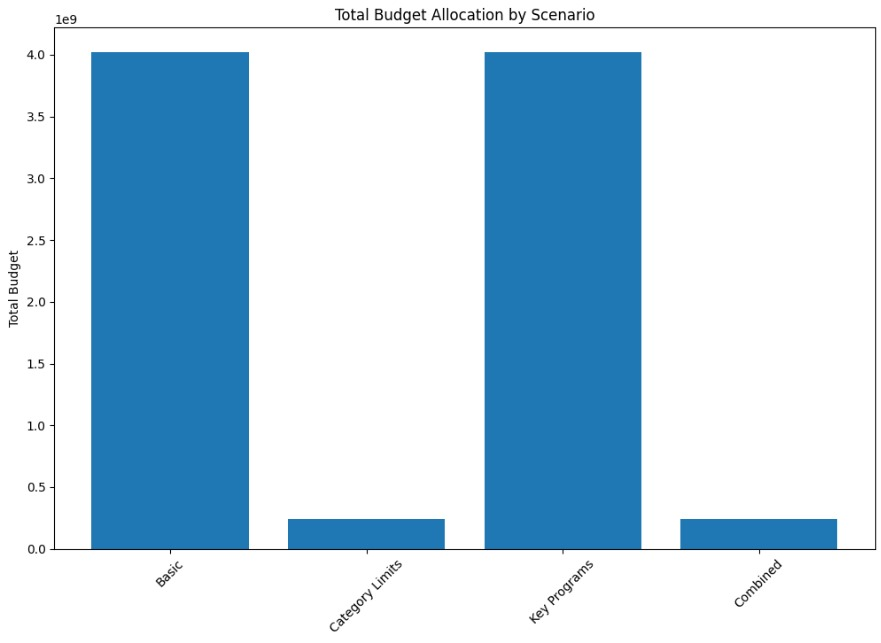 Total Budget Allocation by Scenario
1e9
Total Budget
4.0
3.5
3.0
2.5
2.0
1.5
1.0
0.5
0.0
Basic
Category Limits
Key Programs
Combined